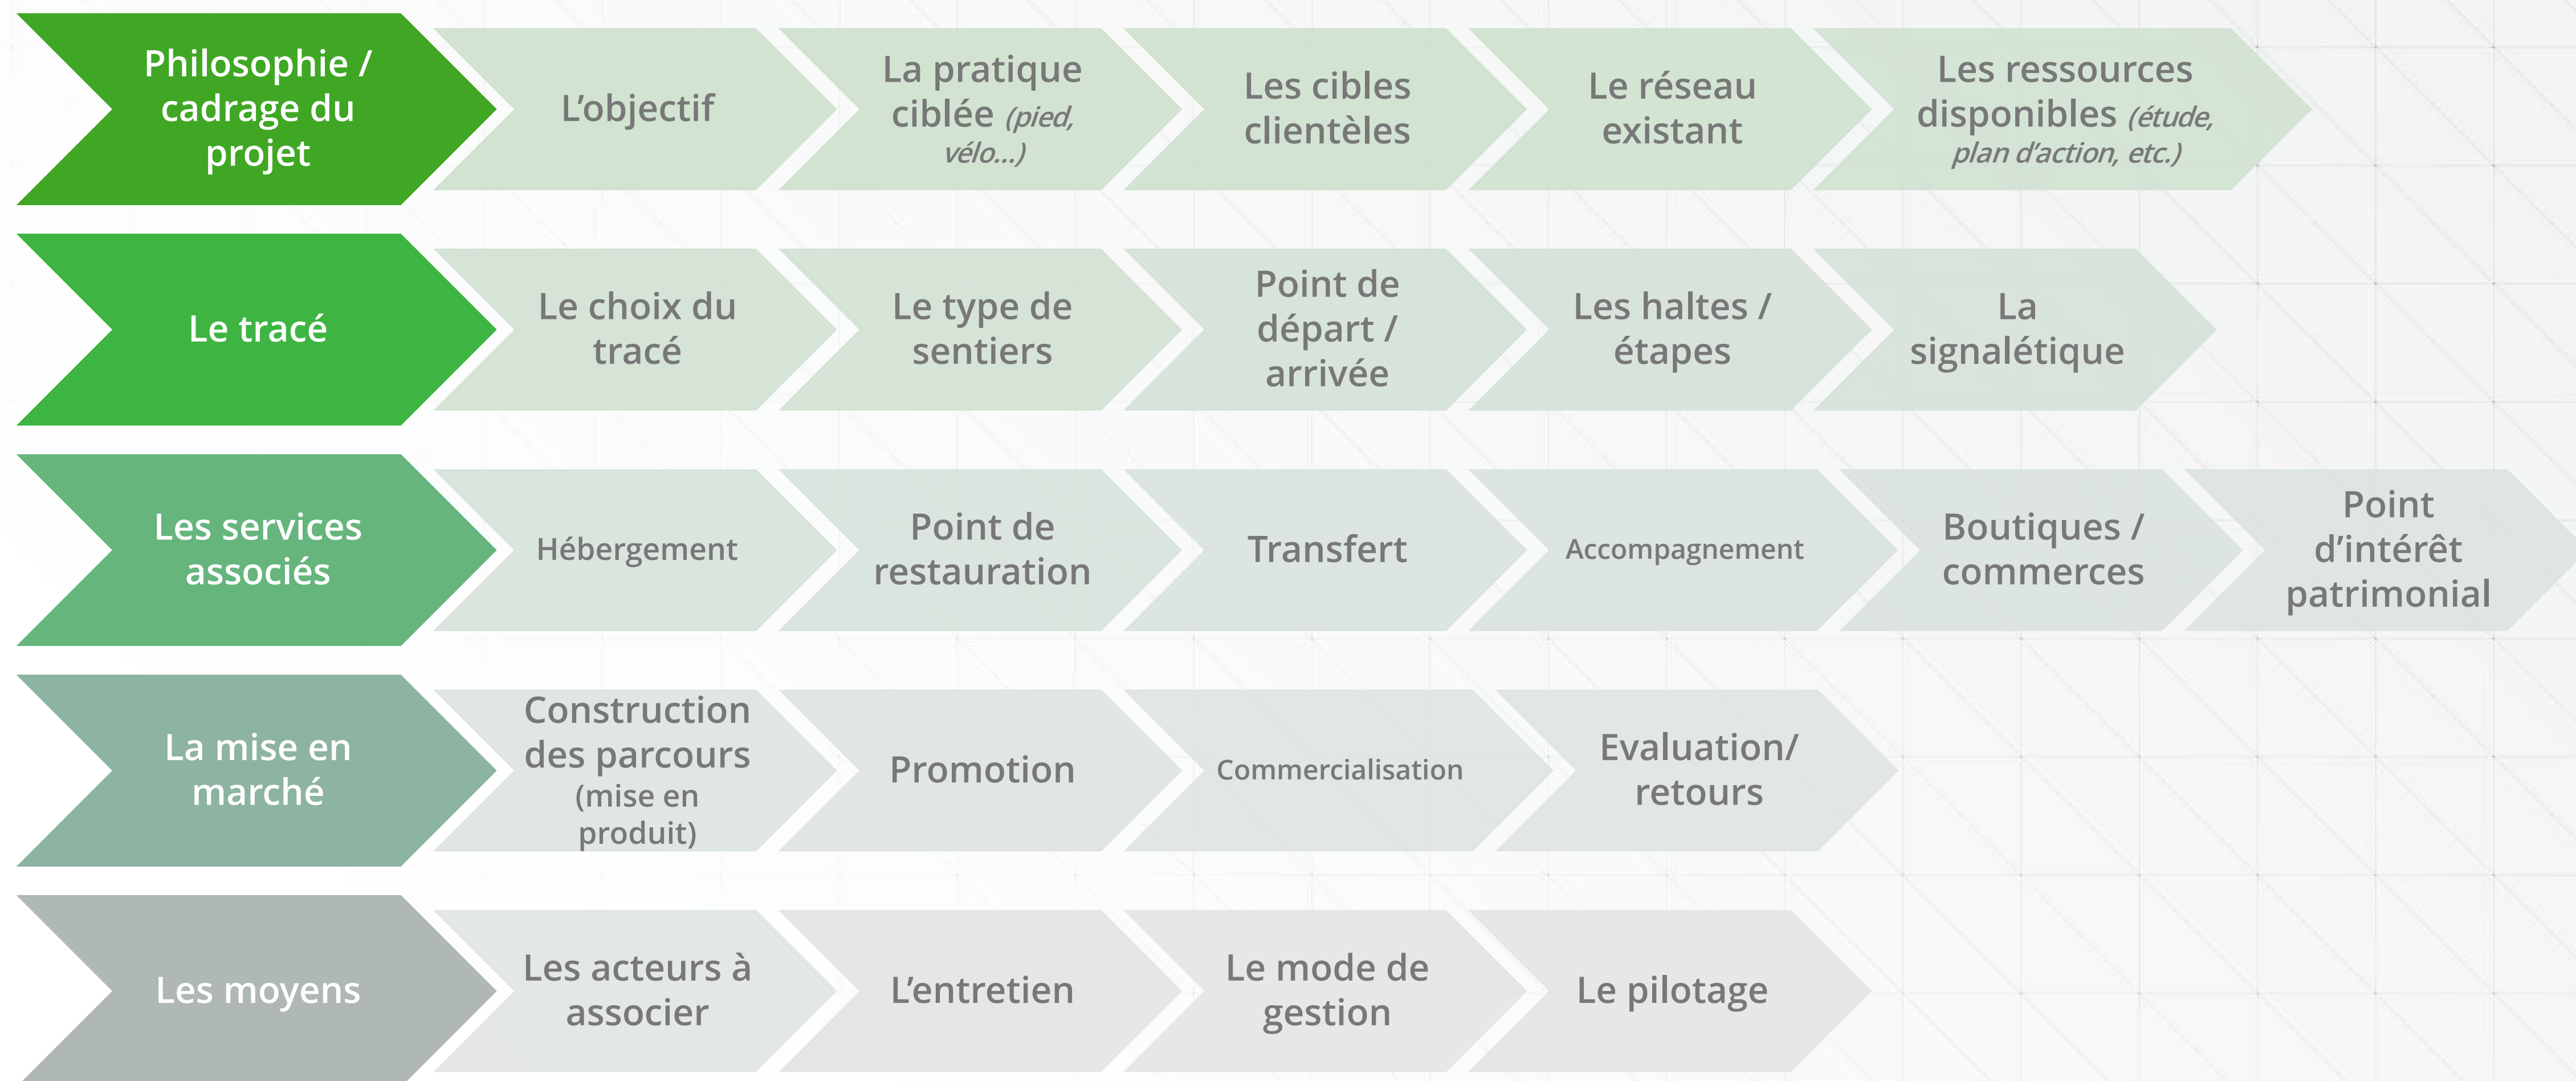 Philosophie /
cadrage du
projet
L’objectif
La pratique
ciblée (pied,
vélo...)
Les cibles
clientèles
Le réseau
existant
Les ressources
disponibles (étude,
plan d’action, etc.)
Le tracé
Le choix du
tracé
Le type de
sentiers
Point de
départ /
arrivée
Les haltes /
étapes
La
signalétique
Les services
associés
Hébergement
Point de
restauration
Transfert
Accompagnement
Boutiques /
commerces
Point
d’intérêt
patrimonial
La mise en
marché
Construction
des parcours
(mise en
produit)
Promotion
Commercialisation
Evaluation/
retours
Les moyens
Les acteurs à
associer
L’entretien
Le mode de
gestion
Le pilotage